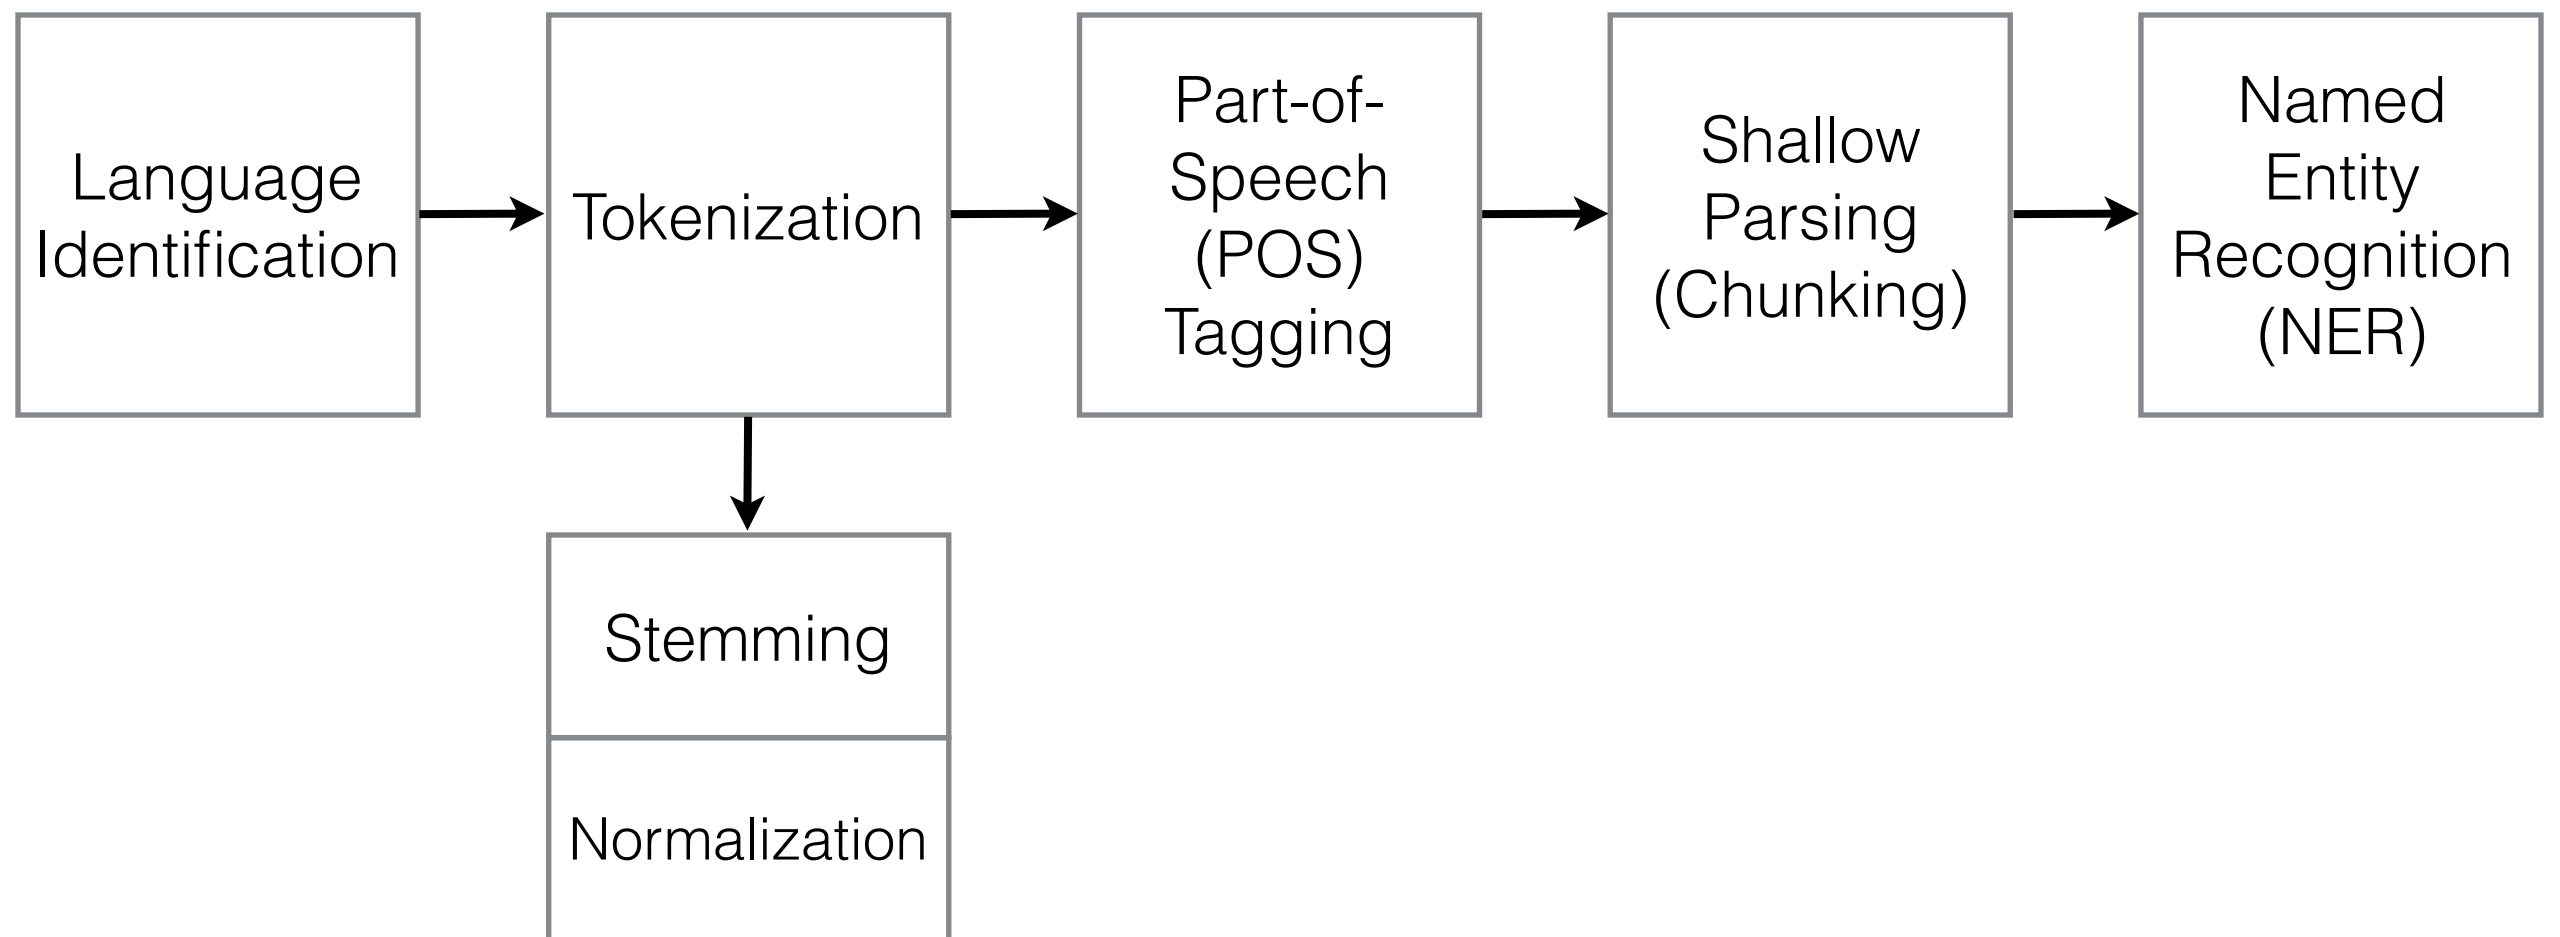 Language
Identification
Tokenization
Part-of-
Speech
(POS)
Tagging
Shallow
Parsing
(Chunking)
Named
Entity
Recognition
(NER)
Stemming
Normalization